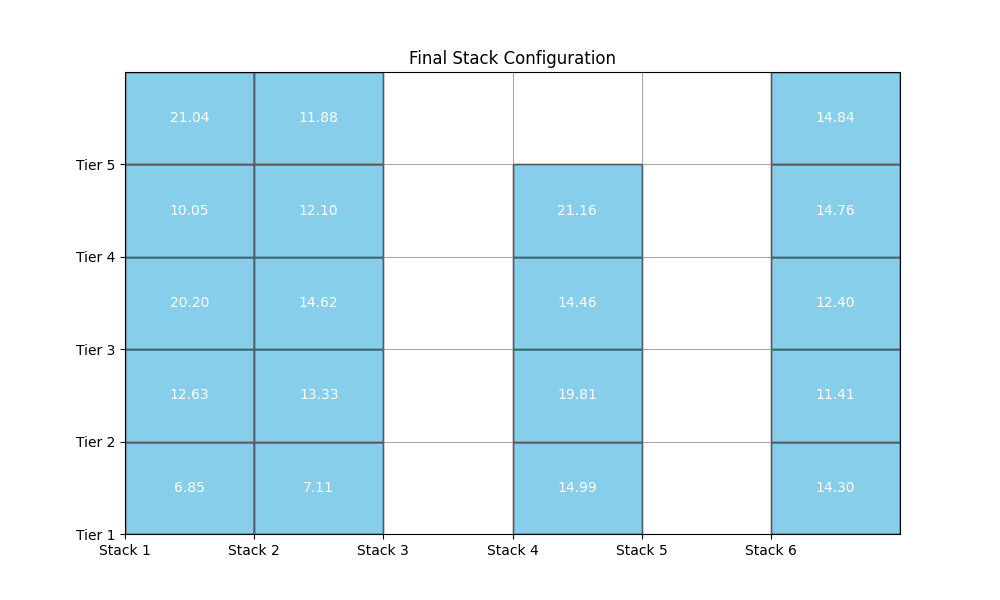 Final Stack Configuration
21.04 11.88 14.84
Tier 5
10.05 12.10 21.16 14.76
Tier 4
20.20 14.62 14.46 12.40
Tier 3
12.63 13.33 19.81 11.41
Tier 2
6.85 7.11 14.99 14.30
Tier 1
Stack 1 Stack 2 Stack 3 Stack 4 Stack 5 Stack 6